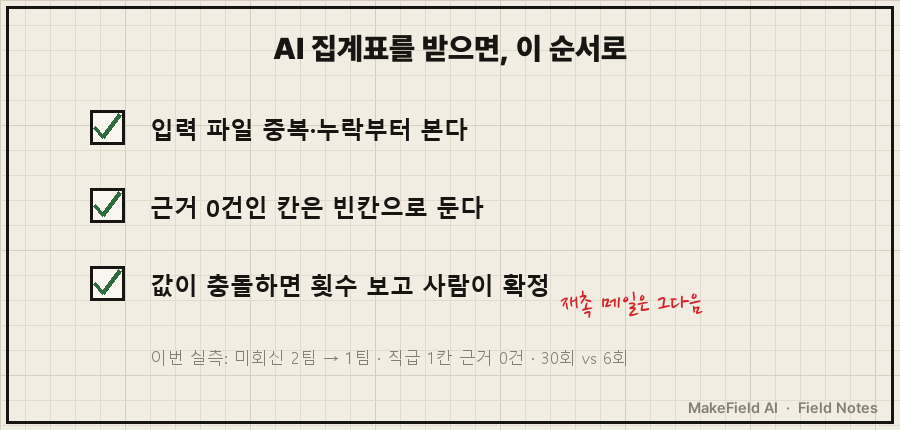 AI 집계표를 받으면, 이 순서로
입력 파일 중복·누락부터 본다
근거 0건인 칸은 빈칸으로 둔다
값이 충돌하면 횟수 보고 사람이 확정
재촉 메일은 그다음
이번 실측: 미회신 2팀 → 1팀 · 직급 1칸 근거 0건 · 30회 vs 6회
MakeField AI · Field Notes